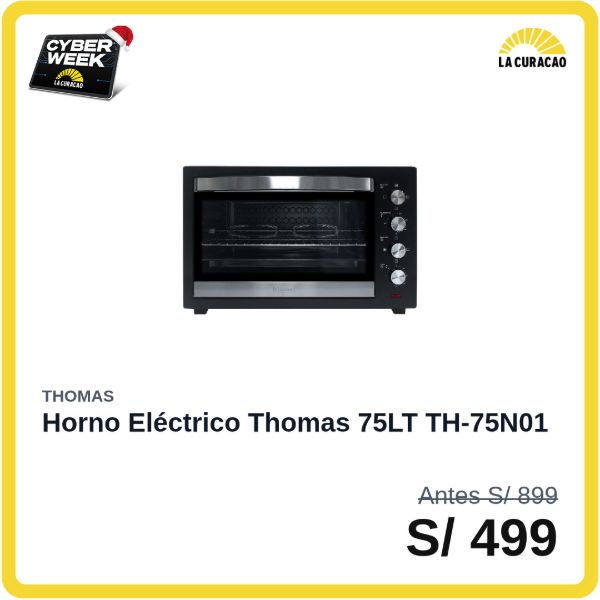 CYBER
WEEK
LA CURACAO
LA CURACAO
THOMAS
Horno Eléctrico Thomas 75LT TH-75N01
Antes S/ 899
S/ 499